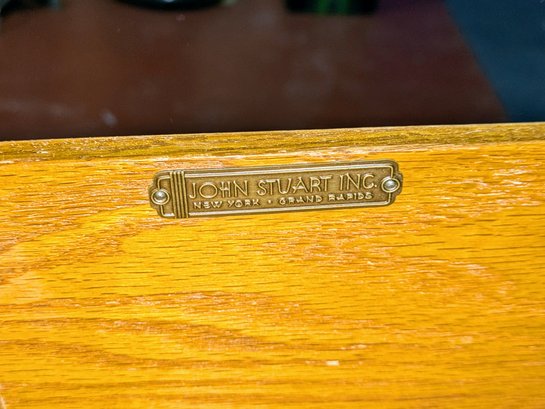 JOHN STUART INC.
NEW YORK • GRAND RAPIDS